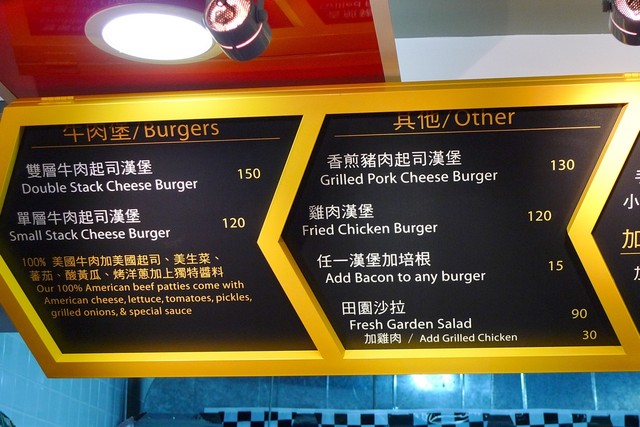 牛肉堡/Burgers
雙層牛肉起司漢堡 150
Double Stack Cheese Burger
單層牛肉起司漢堡 120
Small Stack Cheese Burger
100% 美國牛肉加美國起司、美生菜、
蕃茄、酸黃瓜、烤洋蔥加上獨特醬料
Our 100% American beef patties come with
American cheese, lettuce, tomatoes, pickles,
grilled onions, & special sauce
其他/Other
香煎豬肉起司漢堡 130
Grilled Pork Cheese Burger
雞肉漢堡 120
Fried Chicken Burger
任一漢堡加培根 15
Add Bacon to any burger
田園沙拉 90
Fresh Garden Salad
加雞肉 / Add Grilled Chicken 30
小
加